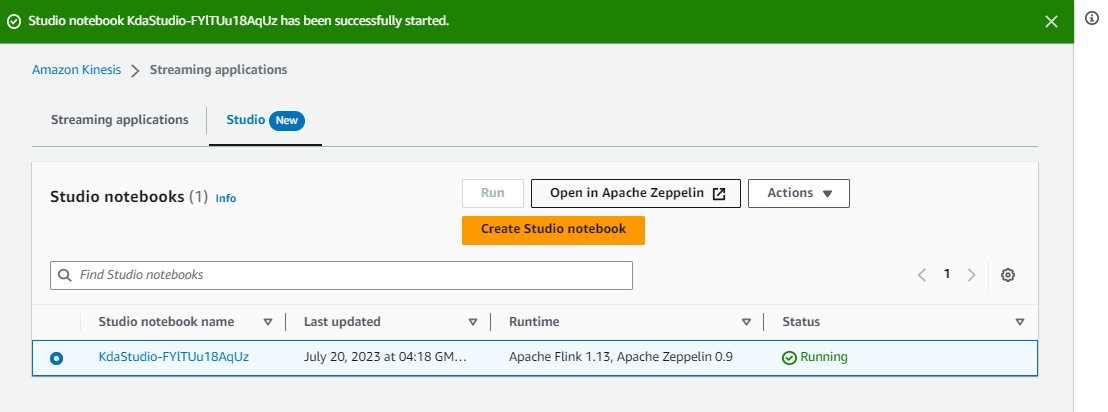 Studio notebook KdaStudio-FYlTUu18AqUz has been successfully started.
Amazon Kinesis > Streaming applications
Streaming applications
Studio New
Studio notebooks (1) Info
Run
Open in Apache Zeppelin
Actions
Create Studio notebook
Find Studio notebooks
1
Studio notebook name
Last updated
Runtime
Status
KdaStudio-FYlTUu18AqUz
July 20, 2023 at 04:18 GM...
Apache Flink 1.13, Apache Zeppelin 0.9
Running